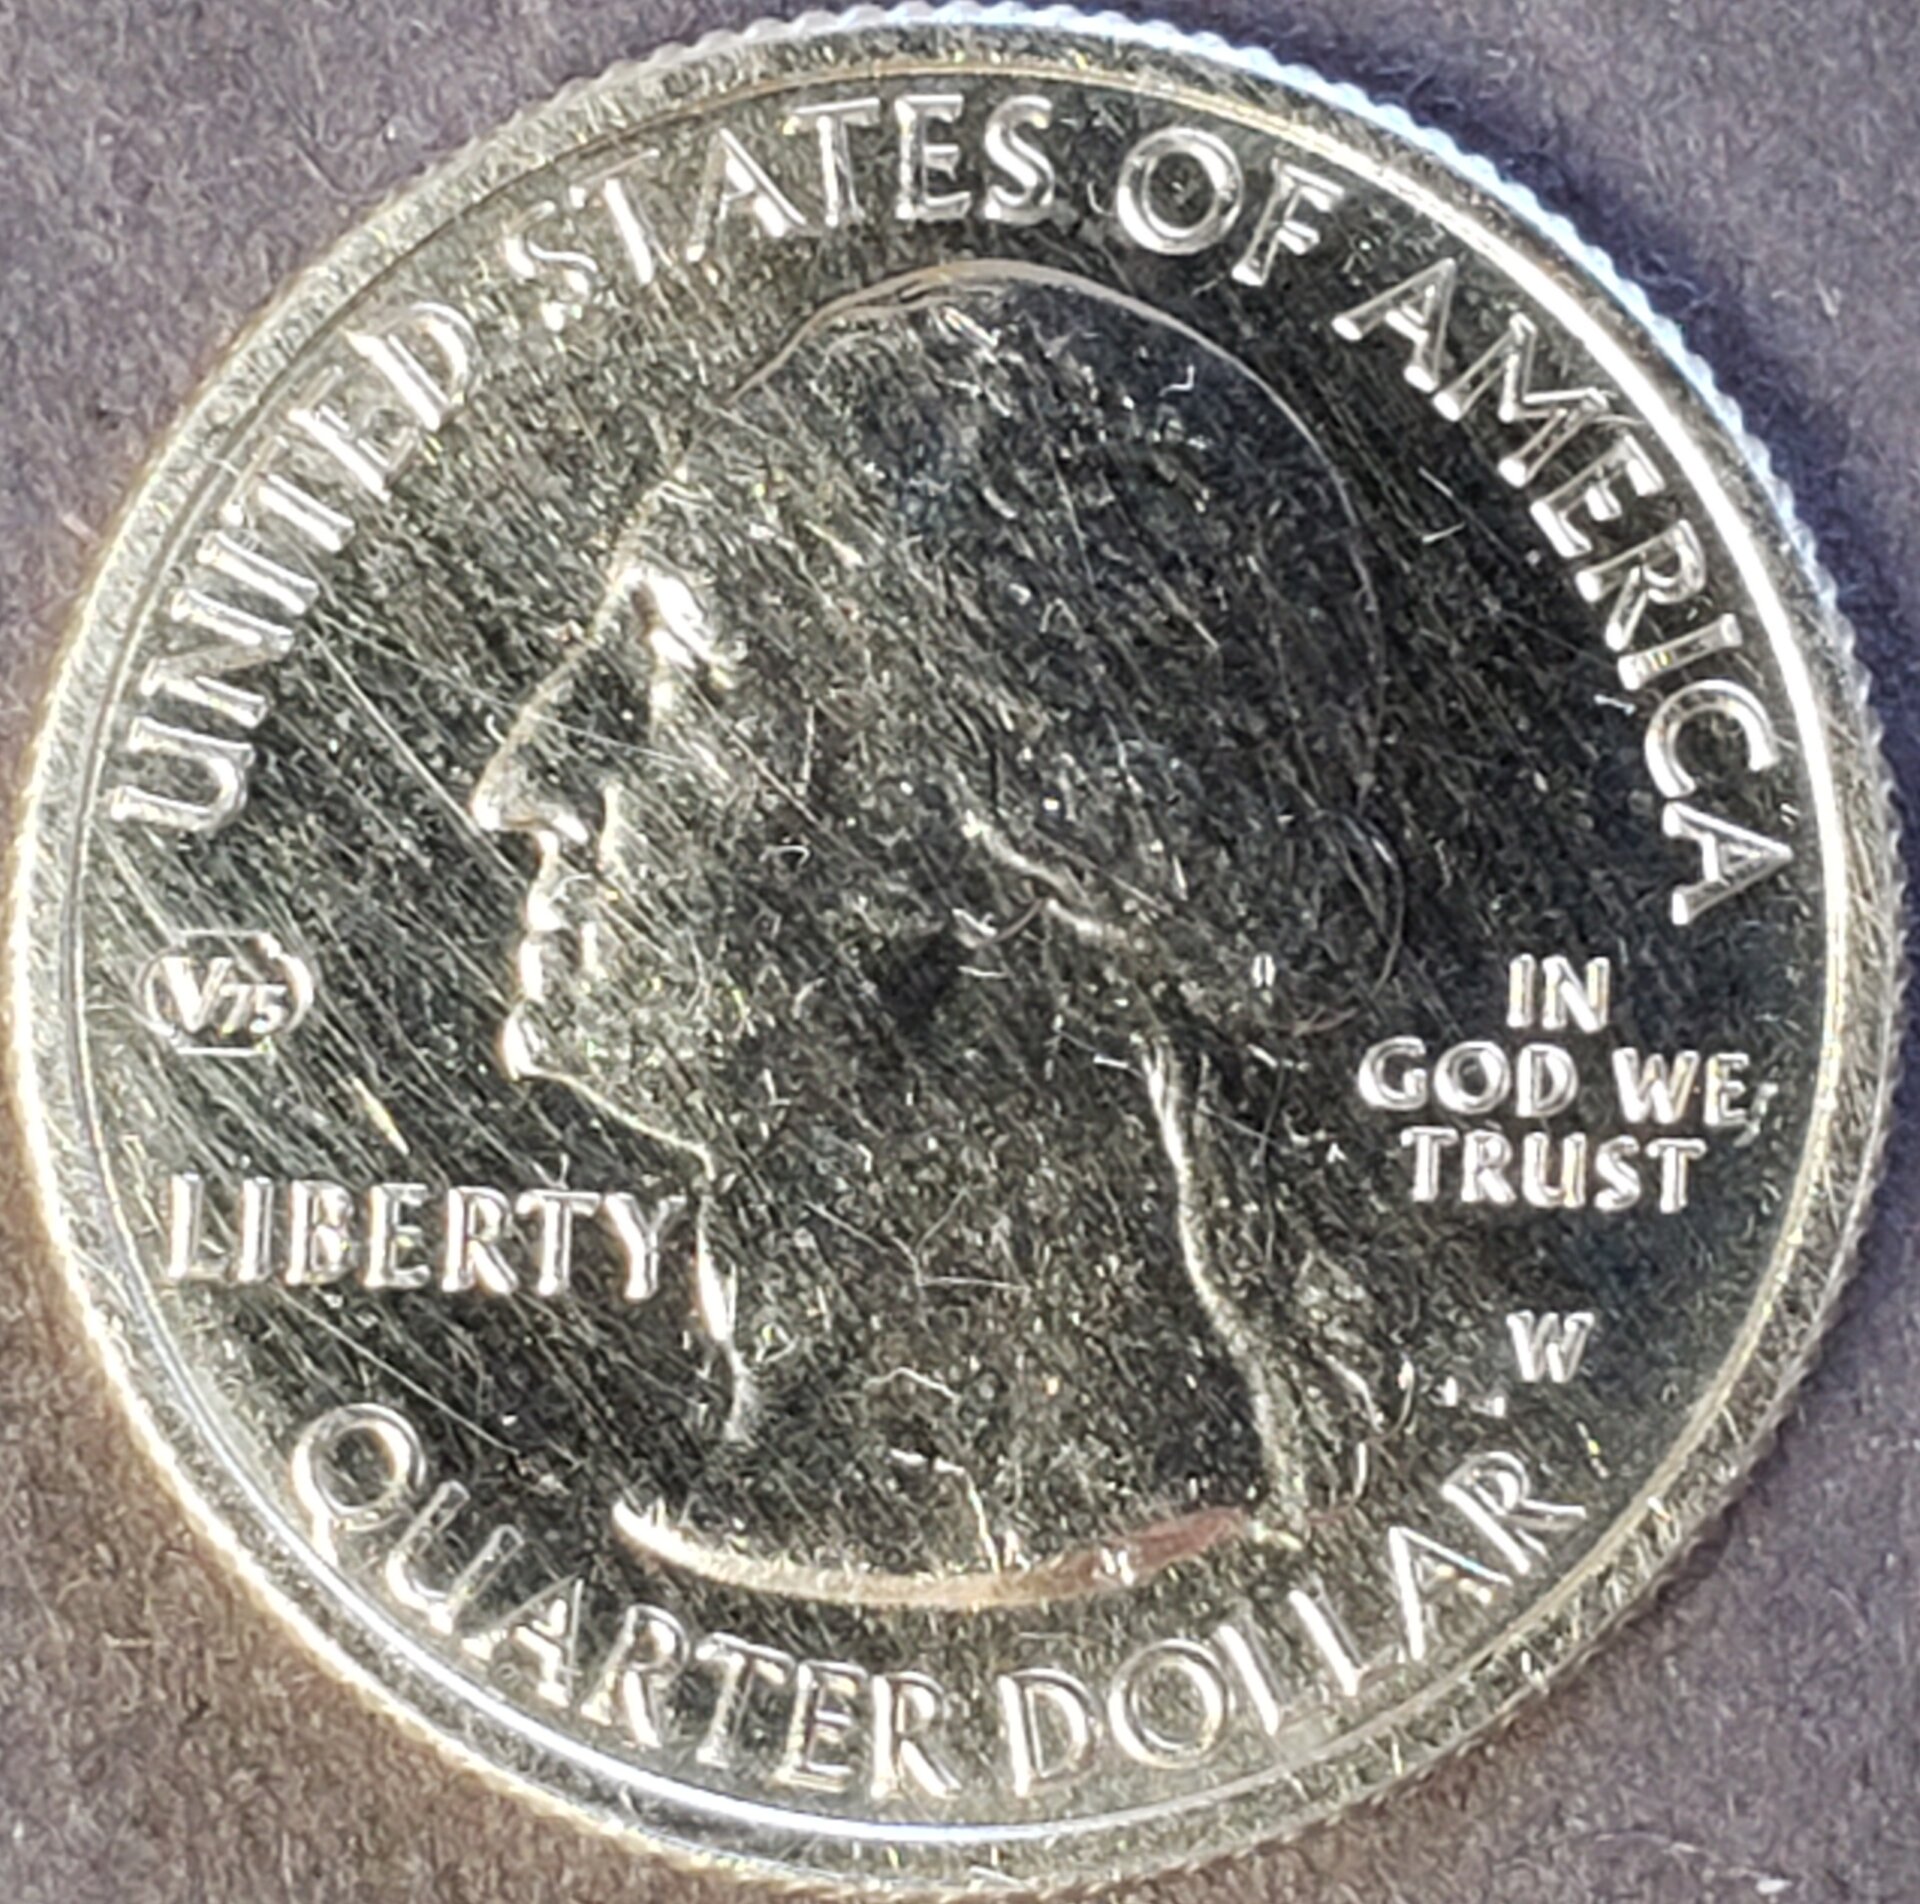 UNITED STATES OF AMERICA
V75
LIBERTY
IN
GOD WE
TRUST
W
QUARTER DOLLAR